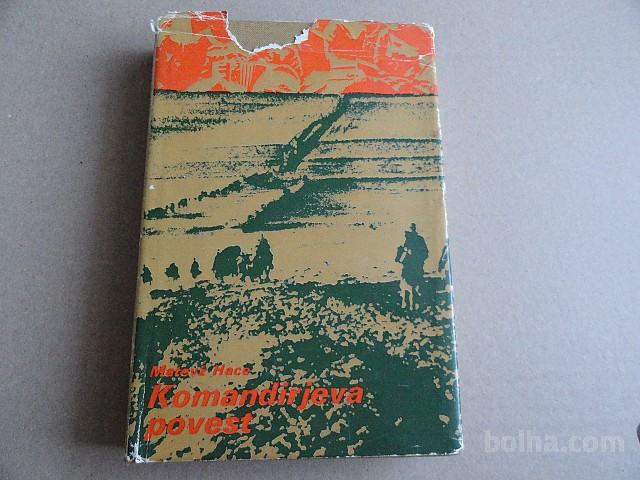 Matevž Hace
Komandirjeva
povest
bolha.com